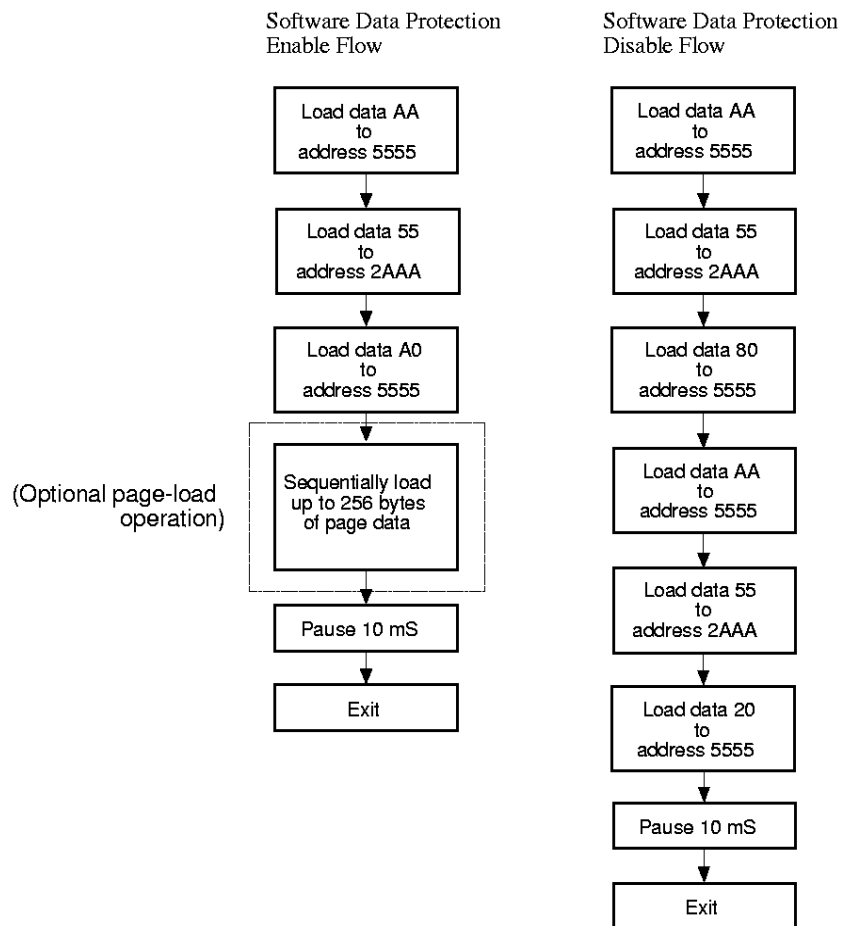 Software Data Protection
Enable Flow
Load data AA
to
address 5555
Load data 55
to
address 2AAA
Load data A0
to
address 5555
(Optional page-load
operation)
Sequentially load
up to 256 bytes
of page data
Pause 10 mS
Exit
Software Data Protection
Disable Flow
Load data AA
to
address 5555
Load data 55
to
address 2AAA
Load data 80
to
address 5555
Load data AA
to
address 5555
Load data 55
to
address 2AAA
Load data 20
to
address 5555
Pause 10 mS
Exit